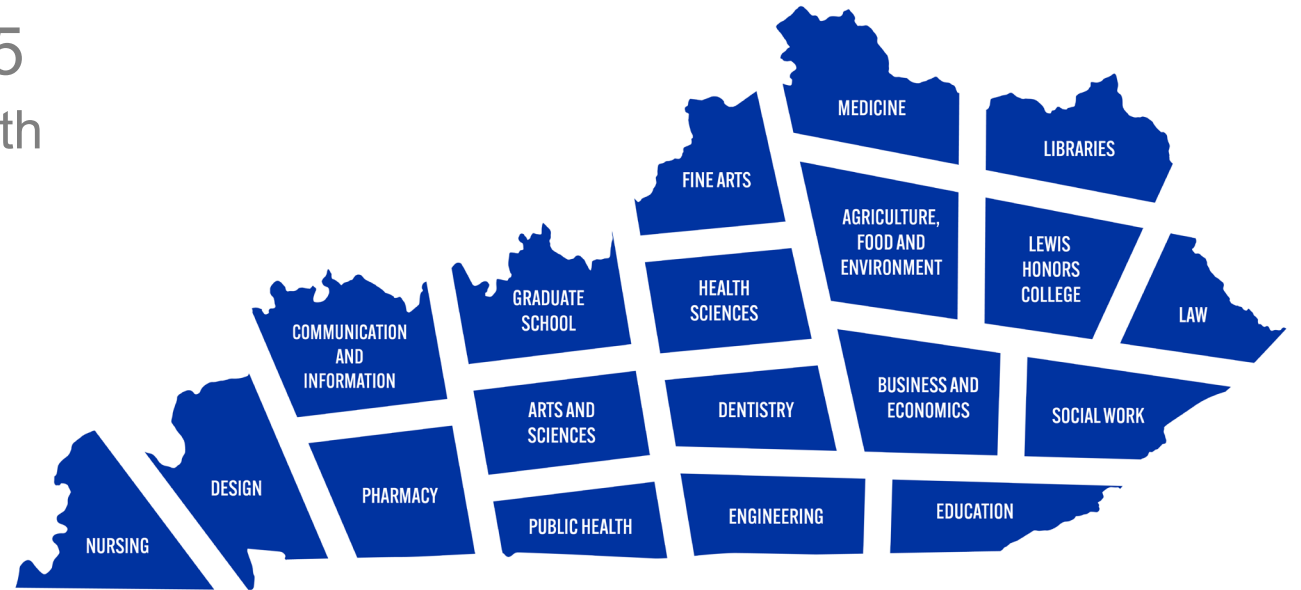 5
th
MEDICINE
LIBRARIES
FINE ARTS
AGRICULTURE,
FOOD AND
ENVIRONMENT
LEWIS
HONORS
COLLEGE
LAW
HEALTH
SCIENCES
GRADUATE
SCHOOL
COMMUNICATION
AND
INFORMATION
BUSINESS AND
ECONOMICS
SOCIAL WORK
DENTISTRY
ARTS AND
SCIENCES
PHARMACY
DESIGN
NURSING
PUBLIC HEALTH
ENGINEERING
EDUCATION